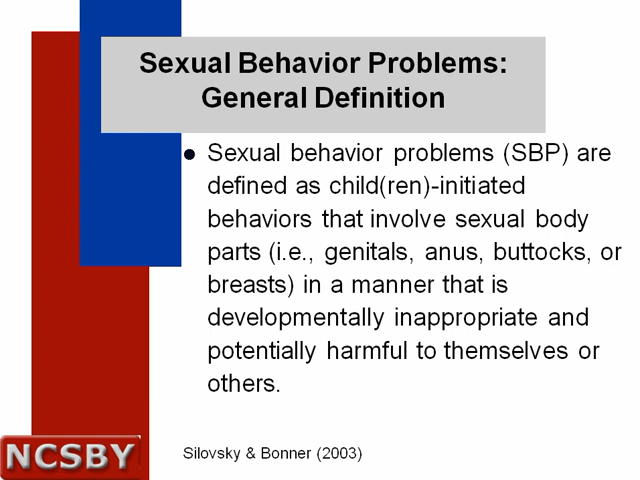 Sexual Behavior Problems:
General Definition
● Sexual behavior problems (SBP) are
defined as child(ren)-initiated
behaviors that involve sexual body
parts (i.e., genitals, anus, buttocks, or
breasts) in a manner that is
developmentally inappropriate and
potentially harmful to themselves or
others.
Silovsky & Bonner (2003)
NCSBY